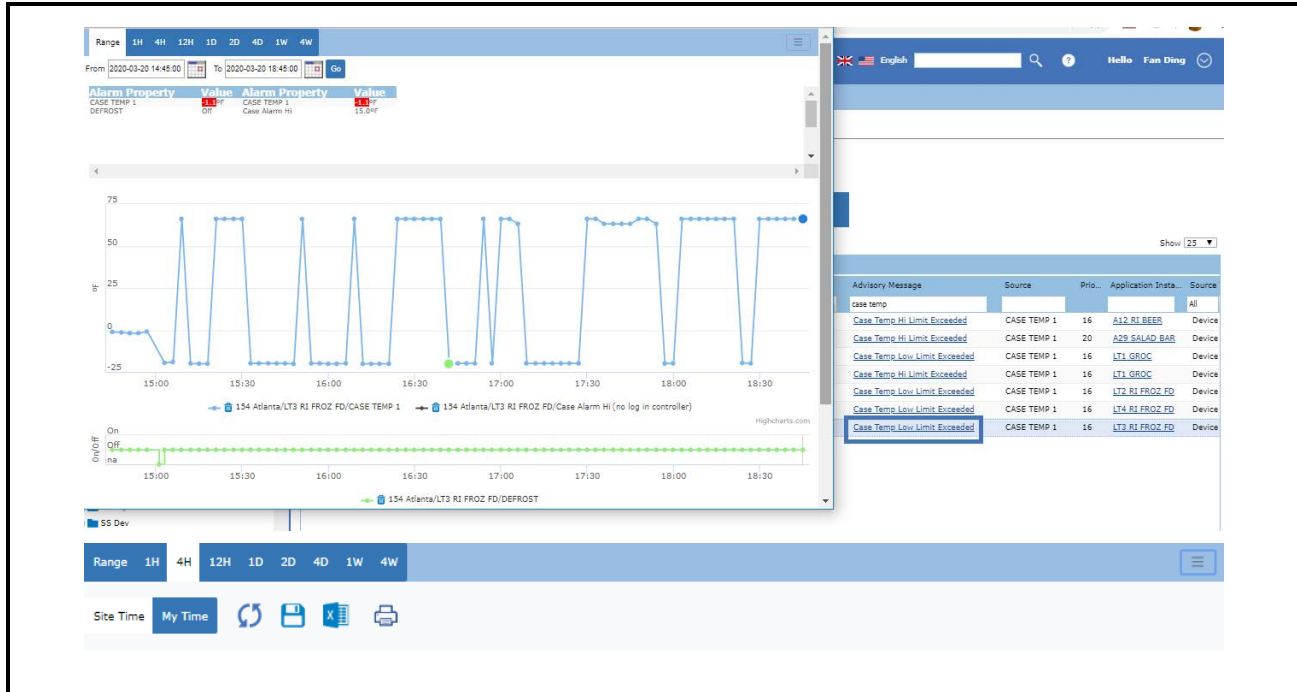 Range 1H 4H 12H 1D 2D 4D 1W 4W
English
Hello Fan Ding
From 2020-03-20 14:45:00 To 2020-03-20 18:45:00 Go
Alarm Property Value Alarm Property Value
CASE TEMP 1 -1.1ºF CASE TEMP 1 -1.1ºF
DEFROST Off Case Alarm Hi 15.0ºF
75
50
25
0
-25
ºF
15:00 15:30 16:00 16:30 17:00 17:30 18:00 18:30
154 Atlanta/LT3 RI FROZ FD/CASE TEMP 1 154 Atlanta/LT3 RI FROZ FD/Case Alarm Hi (no log in controller)
Highcharts.com
On/Off
On
Off
na
15:00 15:30 16:00 16:30 17:00 17:30 18:00 18:30
154 Atlanta/LT3 RI FROZ FD/DEFROST
Show 25
Advisory Message Source Prio... Application Insta... Source
case temp All
Case Temp Hi Limit Exceeded CASE TEMP 1 16 A12 RI BEER Device
Case Temp Hi Limit Exceeded CASE TEMP 1 20 A29 SALAD BAR Device
Case Temp Low Limit Exceeded CASE TEMP 1 16 LT1 GROC Device
Case Temp Hi Limit Exceeded CASE TEMP 1 16 LT1 GROC Device
Case Temp Low Limit Exceeded CASE TEMP 1 16 LT2 RI FROZ FD Device
Case Temp Low Limit Exceeded CASE TEMP 1 16 LT4 RI FROZ FD Device
Case Temp Low Limit Exceeded CASE TEMP 1 16 LT3 RI FROZ FD Device
SS Dev
Range 1H 4H 12H 1D 2D 4D 1W 4W
Site Time My Time